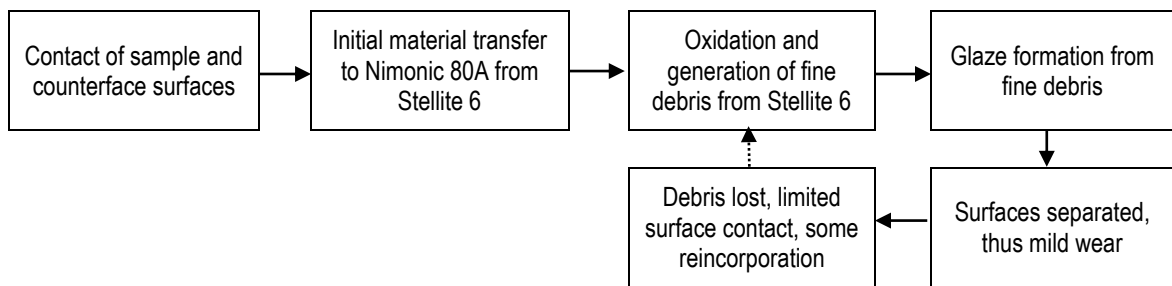 Contact of sample and
counterface surfaces
Initial material transfer
to Nimonic 80A from
Stellite 6
Oxidation and
generation of fine
debris from Stellite 6
Glaze formation from
fine debris
Surfaces separated,
thus mild wear
Debris lost, limited
surface contact, some
reincorporation